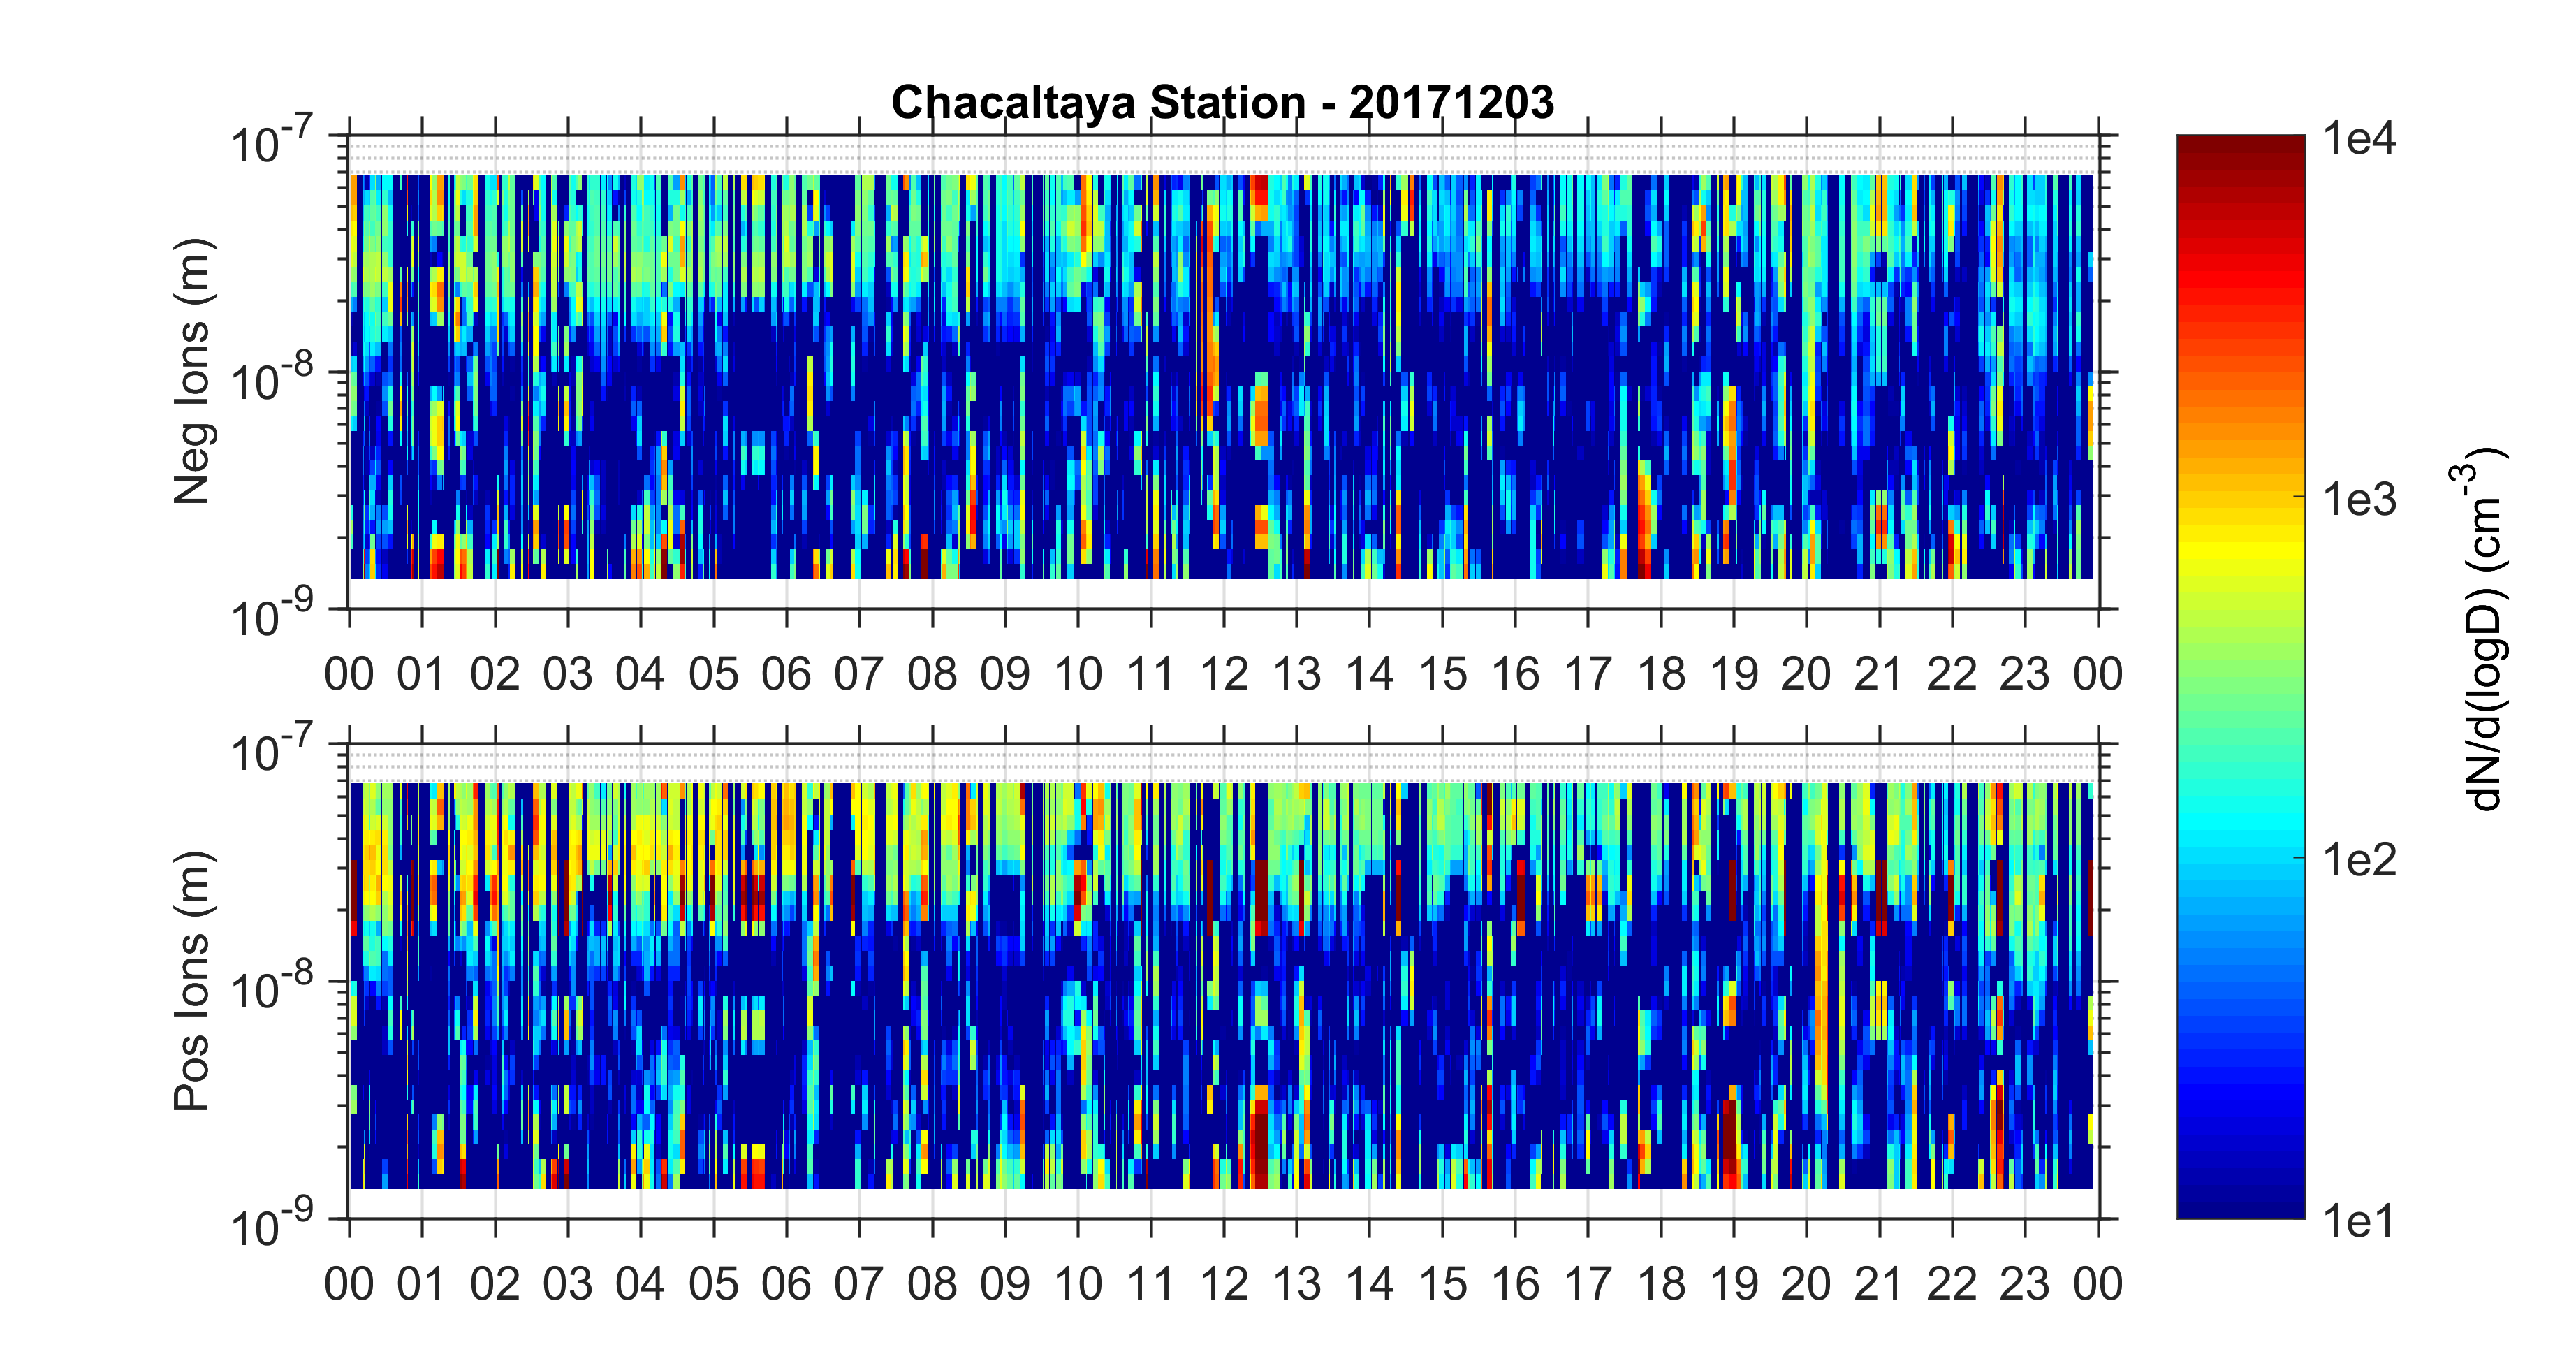 Chacaltaya Station - 20171203
10-7
10-8
10-9
Neg Ions (m)
00 01 02 03 04 05 06 07 08 09 10 11 12 13 14 15 16 17 18 19 20 21 22 23 00
10-7
10-8
10-9
Pos Ions (m)
00 01 02 03 04 05 06 07 08 09 10 11 12 13 14 15 16 17 18 19 20 21 22 23 00
1e4
1e3
1e2
1e1
dN/d(logD) (cm-3)